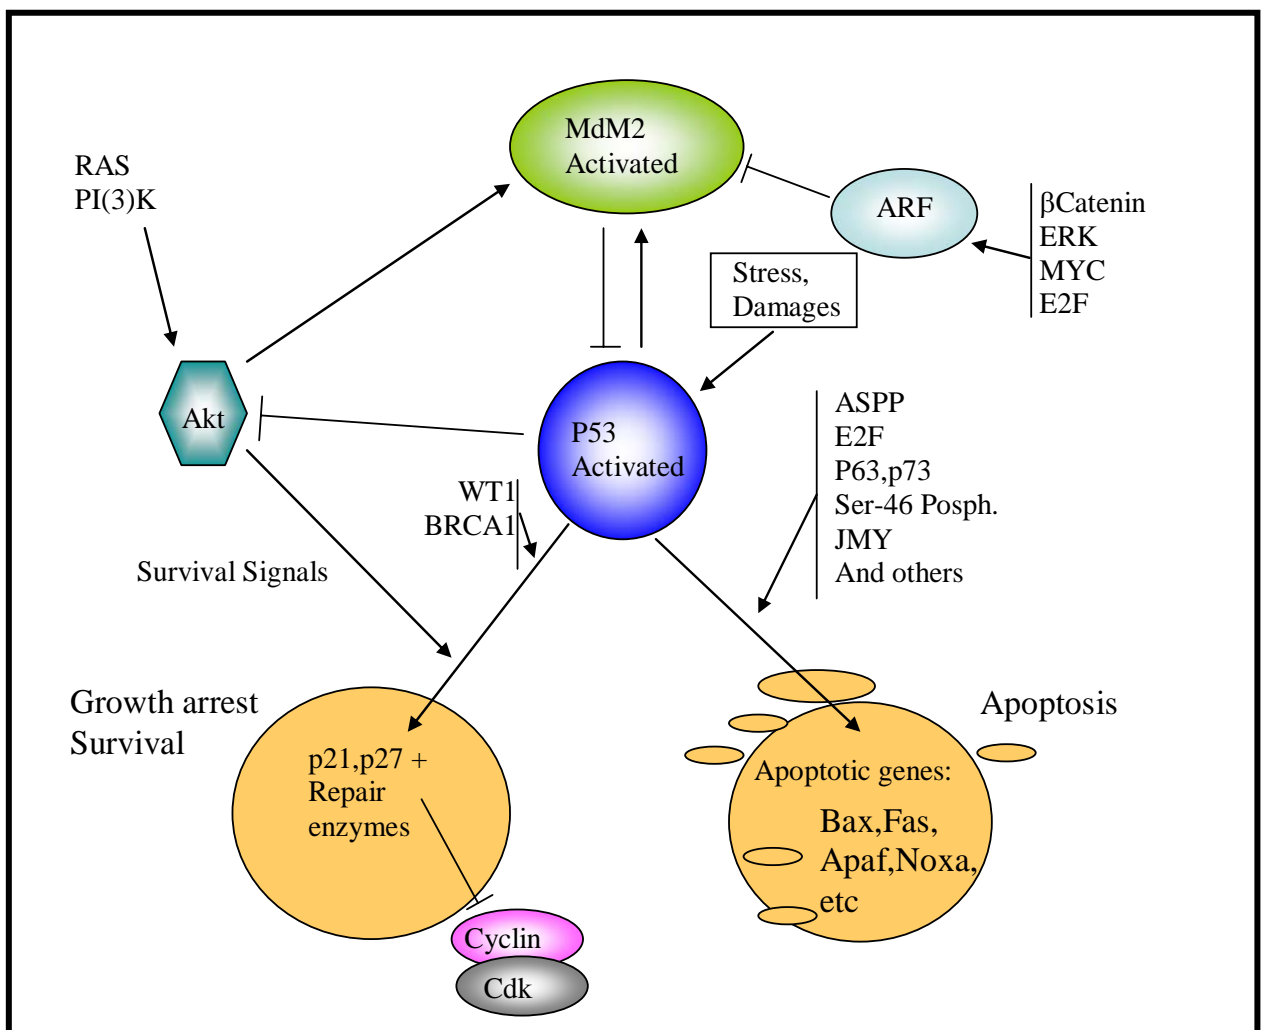 MdM2
Activated
RAS
PI(3)K
ARF
βCatenin
ERK
MYC
E2F
Stress,
Damages
Akt
P53
Activated
ASPP
E2F
P63,p73
Ser-46 Posph.
JMY
And others
WT1
BRCA1
Survival Signals
Growth arrest
Survival
Apoptosis
p21,p27 +
Repair
enzymes
Apoptotic genes:
Bax,Fas,
Apaf,Noxa,
etc
Cyclin
Cdk